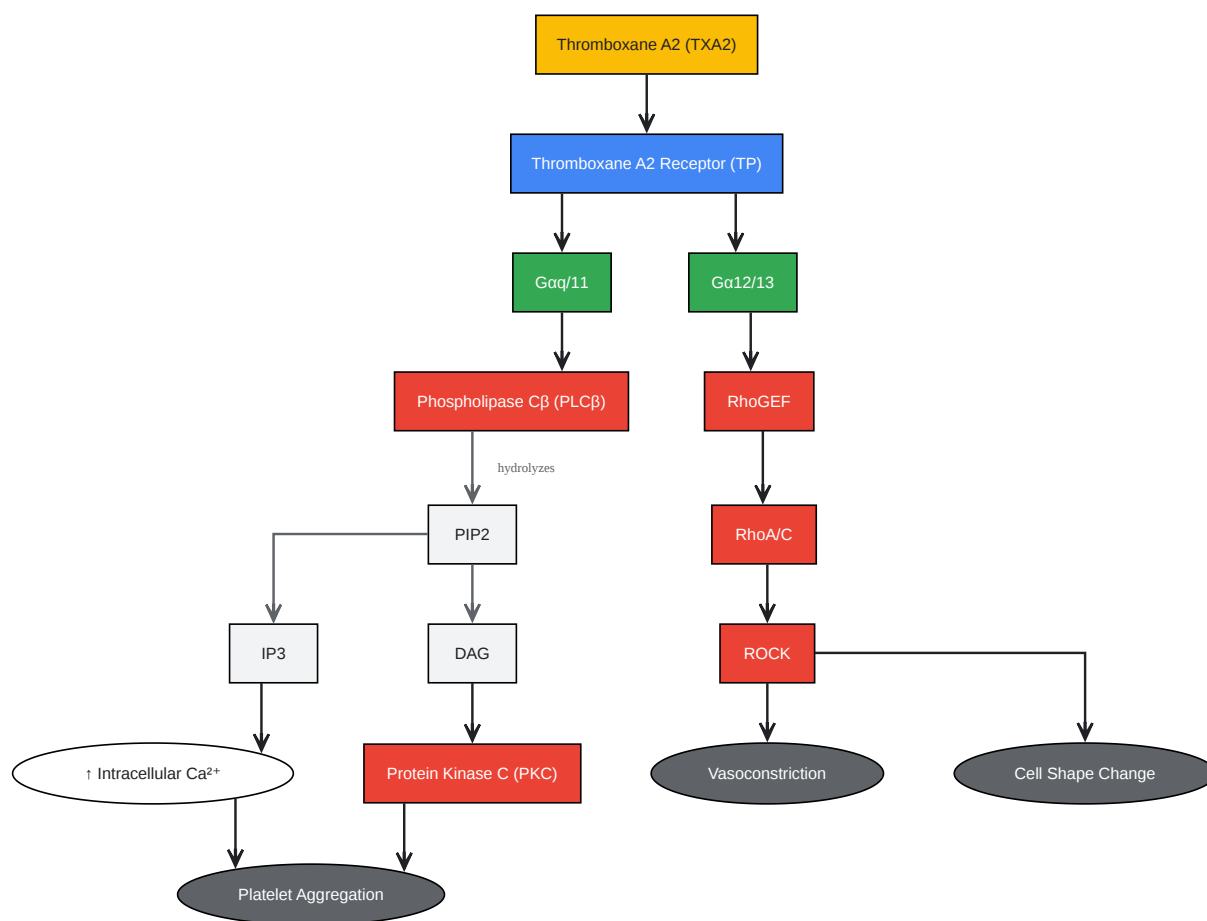 Thromboxane A2 (TXA2)
Thromboxane A2 Receptor (TP)
Gαq/11
Gα12/13
Phospholipase Cβ (PLCβ)
RhoGEF
hydrolyzes
PIP2
RhoA/C
IP3
DAG
ROCK
↑ Intracellular Ca²⁺
Protein Kinase C (PKC)
Vasoconstriction
Cell Shape Change
Platelet Aggregation